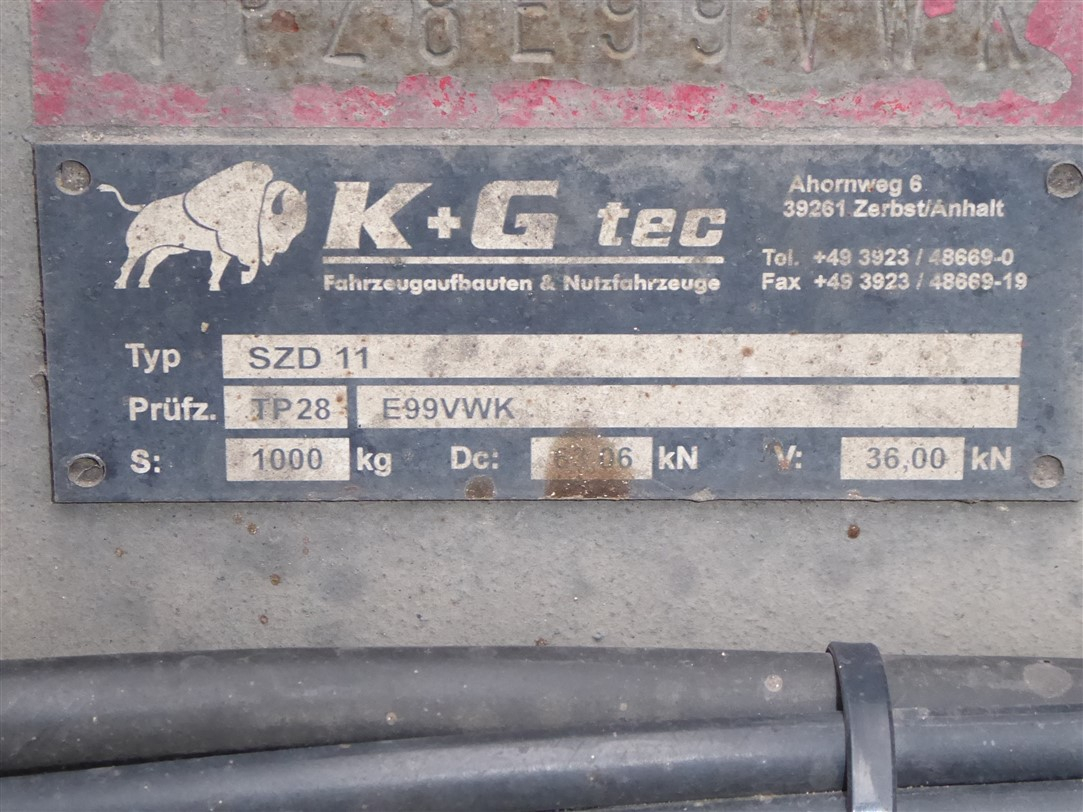 TP28E99VWK
K+G tec
Fahrzeugaufbauten & Nutzfahrzeuge
Ahornweg 6
39261 Zerbst/Anhalt
Tel. +49 3923 / 48669-0
Fax +49 3923 / 48669-19
Typ SZD 11
Prüfz. TP28 E99VWK
S: 1000 kg Dc: kN V: 36,00 kN